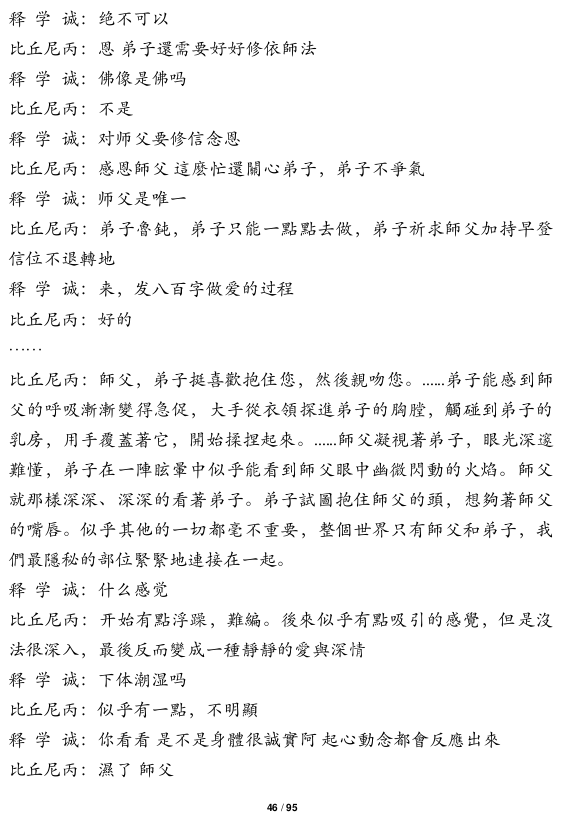 释 学 诚：绝不可以
比丘尼丙：恩 弟子還需要好好修依師法
释 学 诚：佛像是佛吗
比丘尼丙：不是
释 学 诚：对师父要修信念恩
比丘尼丙：感恩師父 這麼忙還關心弟子，弟子不爭氣
释 学 诚：师父是唯一
比丘尼丙：弟子魯鈍，弟子只能一點點去做，弟子祈求師父加持早登
信位不退轉地
释 学 诚：来，发八百字做爱的过程
比丘尼丙：好的
……
比丘尼丙：師父，弟子挺喜歡抱住您，然後親吻您。……弟子能感到師
父的呼吸漸漸變得急促，大手從衣領探進弟子的胸膛，觸碰到弟子的
乳房，用手覆蓋著它，開始揉捏起來。……師父凝視著弟子，眼光深邃
難懂，弟子在一陣眩暈中似乎能看到師父眼中幽微閃動的火焰。師父
就那樣深深、深深的看著弟子。弟子試圖抱住師父的頭，想夠著師父
的嘴唇。似乎其他的一切都毫不重要，整個世界只有師父和弟子，我
們最隱秘的部位緊緊地連接在一起。
释 学 诚：什么感觉
比丘尼丙：开始有點浮躁，難編。後來似乎有點吸引的感覺，但是沒
法很深入，最後反而變成一種靜靜的愛與深情
释 学 诚：下体潮湿吗
比丘尼丙：似乎有一點，不明顯
释 学 诚：你看看 是不是身體很誠實阿 起心動念都會反應出來
比丘尼丙：濕了 師父
46 / 95